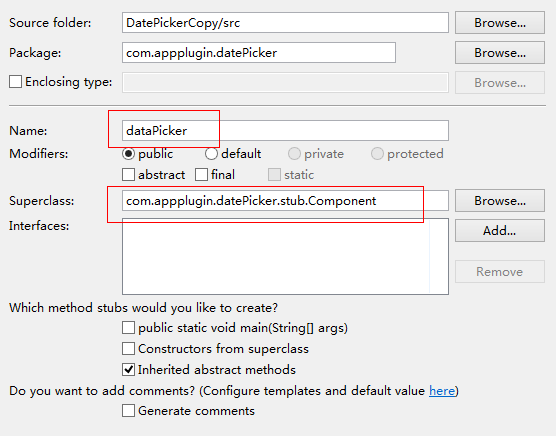 Source folder: DatePickerCopy/src Browse...
Package: com.appplugin.datePicker Browse...
Enclosing type: Browse...
Name: dataPicker
Modifiers: public default private protected
abstract final static
Superclass: com.appplugin.datePicker.stub.Component Browse...
Interfaces: Add...
Remove
Which method stubs would you like to create?
public static void main(String[] args)
Constructors from superclass
Inherited abstract methods
Do you want to add comments? (Configure templates and default value here)
Generate comments